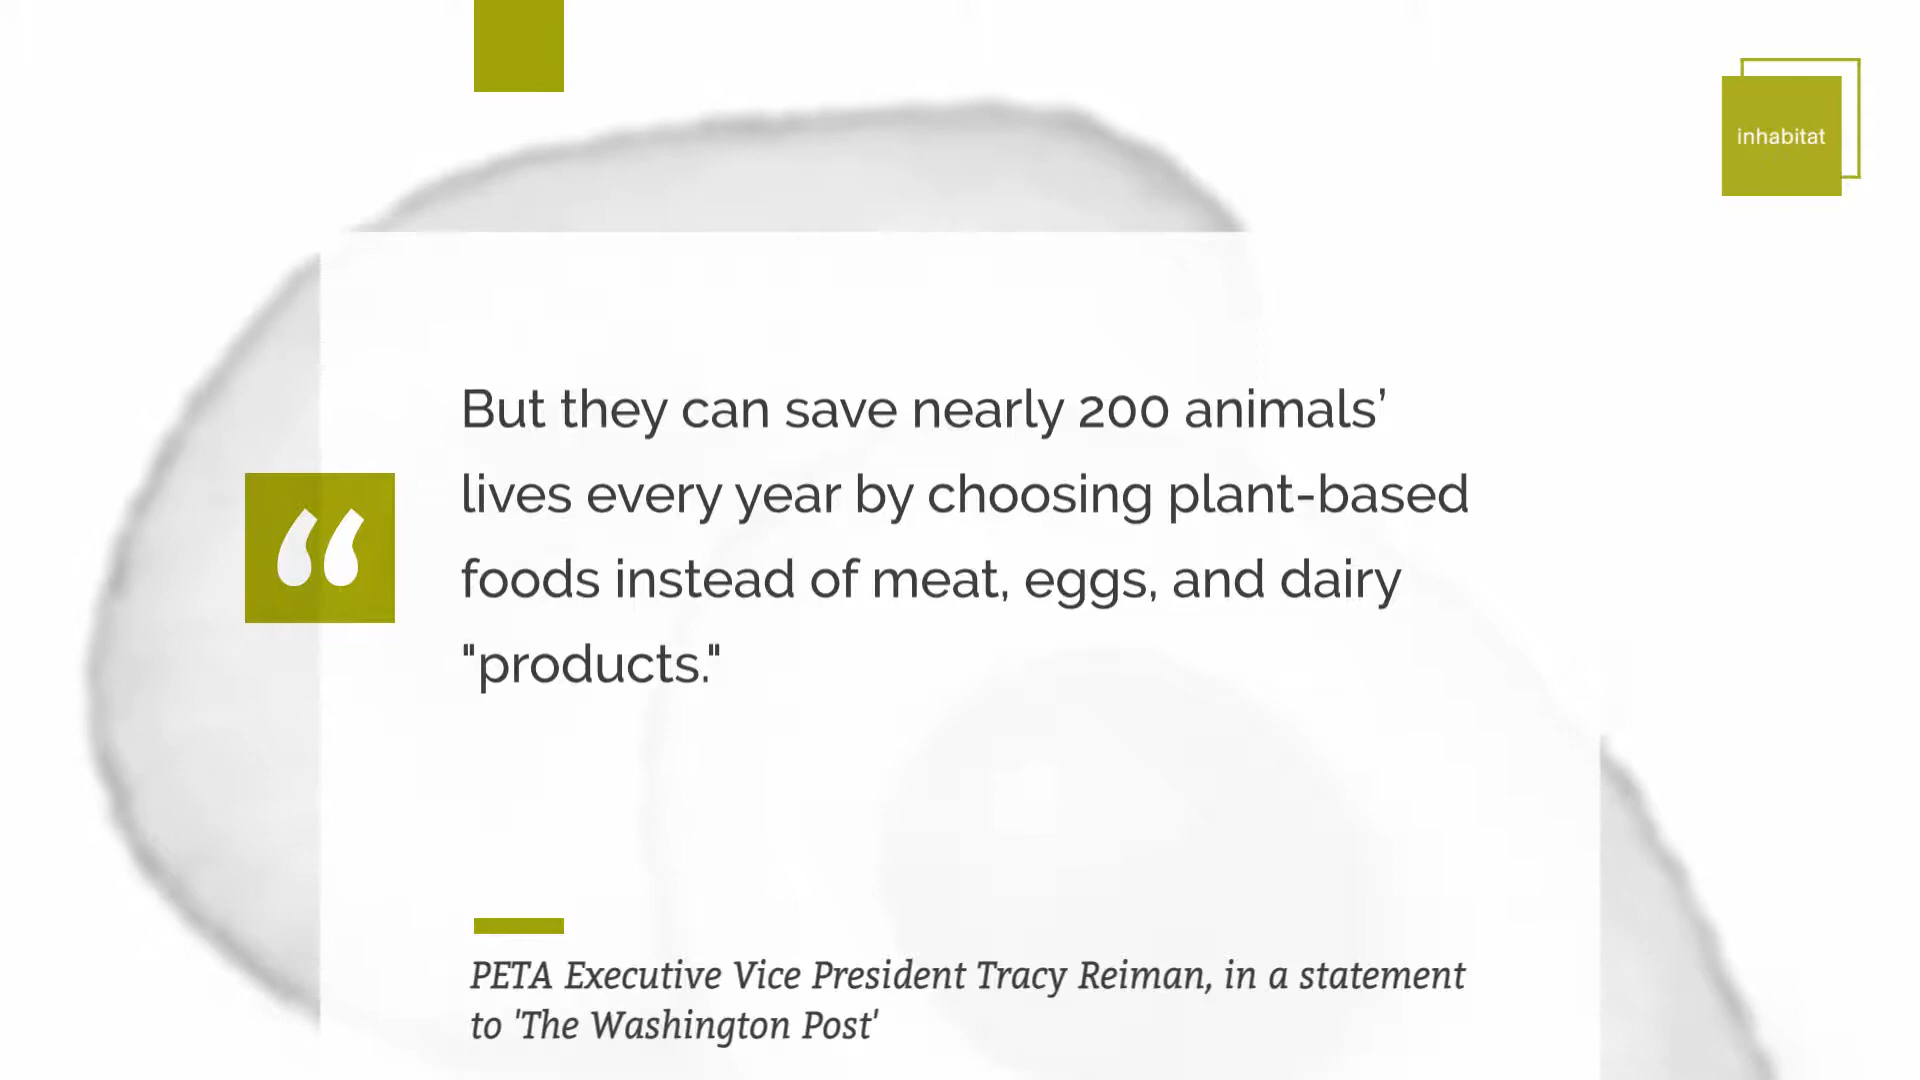 inhabitat
But they can save nearly 200 animals’
lives every year by choosing plant-based
foods instead of meat, eggs, and dairy
"products."
PETA Executive Vice President Tracy Reiman, in a statement
to 'The Washington Post'